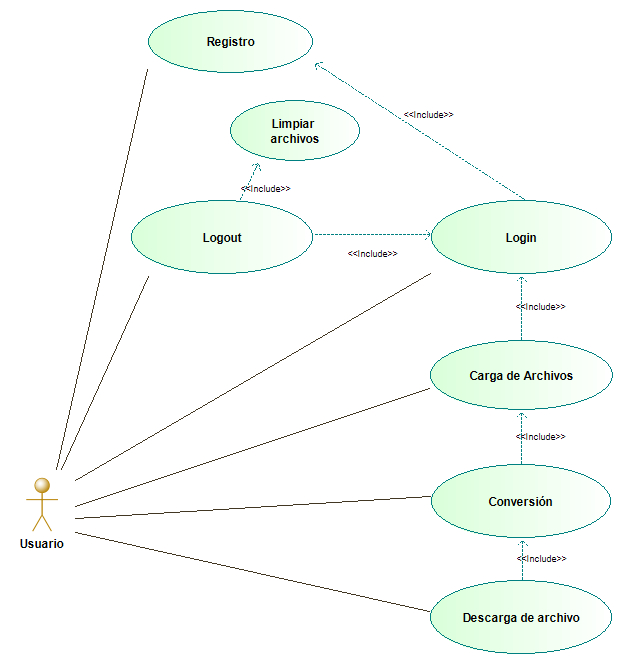 Registro
<<Include>>
Limpiar
archivos
<<Include>>
Logout
Login
<<Include>>
<<Include>>
Carga de Archivos
<<Include>>
Conversión
Usuario
<<Include>>
Descarga de archivo